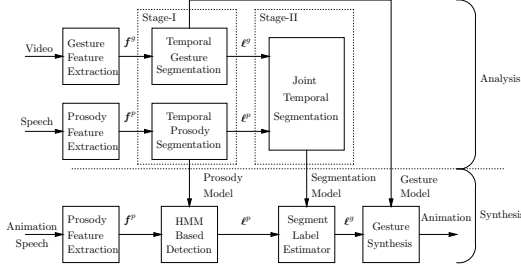 Stage-I
Stage-II
Video
Gesture
Feature
Extraction
f^g
Temporal
Gesture
Segmentation
ℓ^g
Joint
Temporal
Segmentation
Analysis
Speech
Prosody
Feature
Extraction
f^p
Temporal
Prosody
Segmentation
ℓ^p
Prosody
Model
Segmentation
Model
Gesture
Model
Animation
Speech
Prosody
Feature
Extraction
f^p
HMM
Based
Detection
ℓ^p
Segment
Label
Estimator
ℓ^g
Gesture
Synthesis
Animation
Synthesis